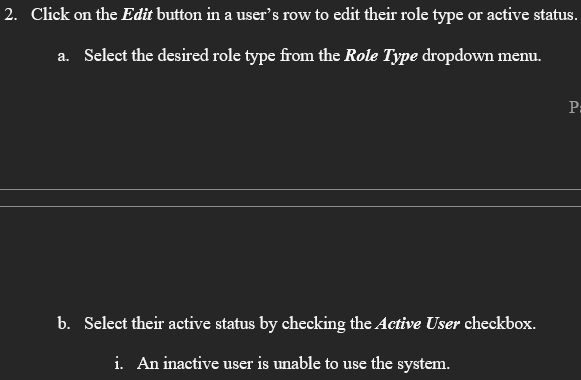 2. Click on the Edit button in a user’s row to edit their role type or active status.
a. Select the desired role type from the Role Type dropdown menu.
b. Select their active status by checking the Active User checkbox.
i. An inactive user is unable to use the system.